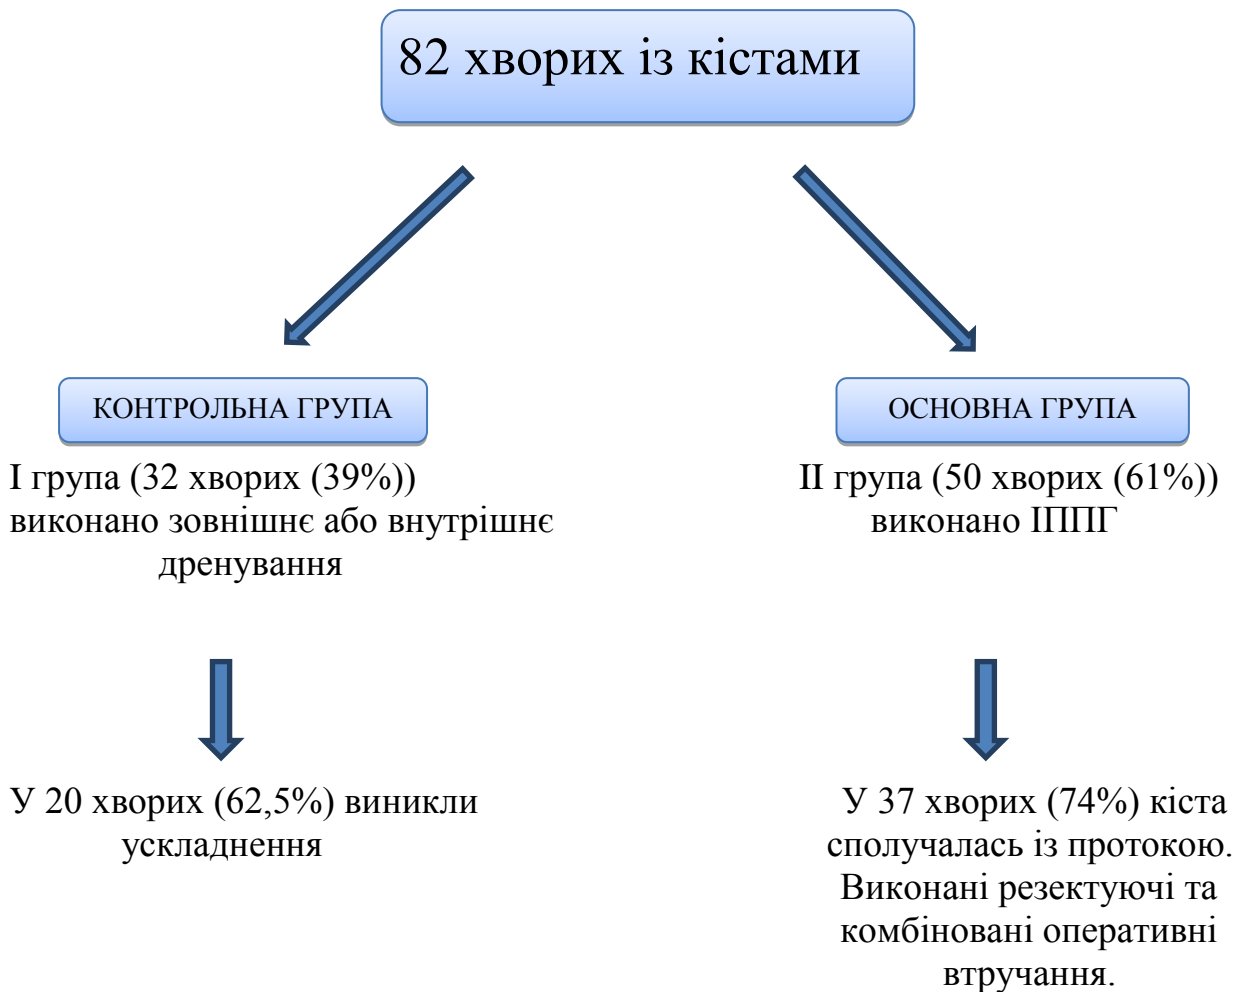 82 хворих із кістами
КОНТРОЛЬНА ГРУПА
І група (32 хворих (39%))
виконано зовнішнє або внутрішнє
дренування
У 20 хворих (62,5%) виникли
ускладнення
ОСНОВНА ГРУПА
ІІ група (50 хворих (61%))
виконано ІППГ
У 37 хворих (74%) кіста
сполучалась із протокою.
Виконані резектуючі та
комбіновані оперативні
втручання.